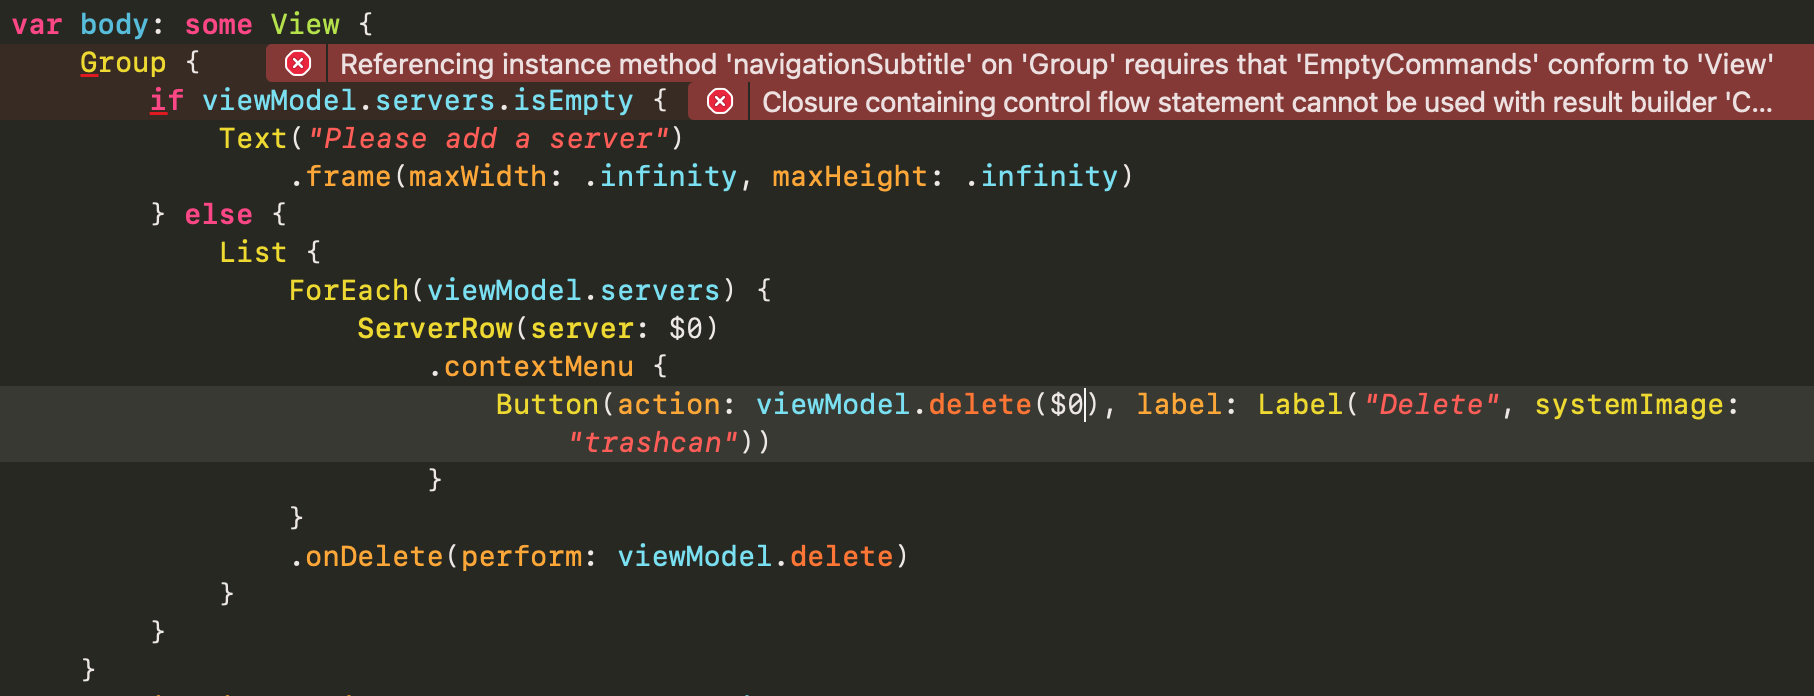 var body: some View {
Group {
Referencing instance method 'navigationSubtitle' on 'Group' requires that 'EmptyCommands' conform to 'View'
if viewModel.servers.isEmpty {
Closure containing control flow statement cannot be used with result builder 'C...
Text("Please add a server")
.frame(maxWidth: .infinity, maxHeight: .infinity)
} else {
List {
ForEach(viewModel.servers) {
ServerRow(server: $0)
.contextMenu {
Button(action: viewModel.delete($0), label: Label("Delete", systemImage:
"trashcan"))
}
}
.onDelete(perform: viewModel.delete)
}
}
}